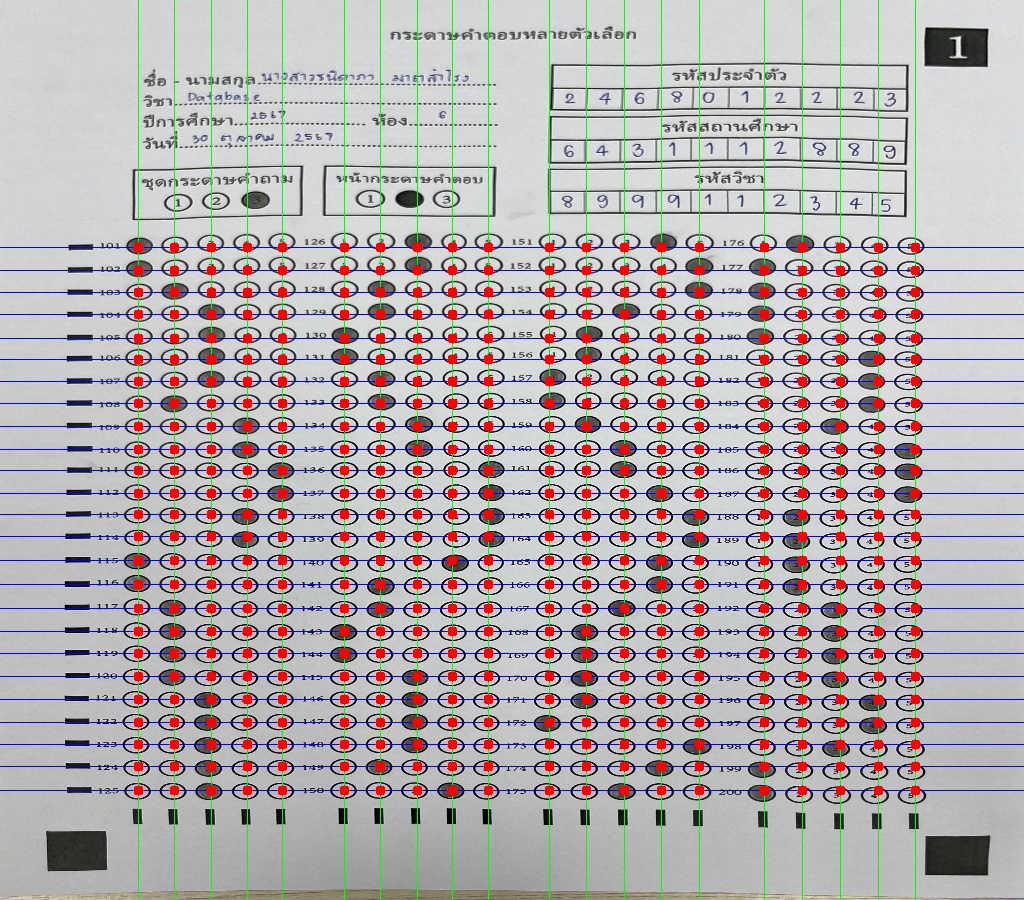 กระดาษคำตอบหลายตัวเลือก
1
ชื่อ - นามสกุล นางสาวชนิดาภา
วิชา Database
ปีการศึกษา 2567 ห้อง 6
วันที่ 30 ตุลาคม 2567
รหัสประจำตัว
2 4 6 8 0 1 2 2 2 3
รหัสสถานศึกษา
6 4 3 1 1 1 2 8 8 9
รหัสวิชา
8 9 9 9 1 1 2 3 4 5
ชุดกระดาษคำถาม
1 2 3
หน้ากระดาษคำตอบ
1 3
101 126 151 176
102 127 152 177
103 128 153 178
104 129 154 179
105 130 155 180
106 131 156 181
107 132 157 182
108 133 158 183
109 134 159 184
110 135 160 185
111 136 161 186
112 137 162 187
113 138 163 188
114 139 164 189
115 140 165 190
116 141 166 191
117 142 167 192
118 143 168 193
119 144 169 194
120 145 170 195
121 146 171 196
122 147 172 197
123 148 173 198
124 149 174 199
125 150 175 200